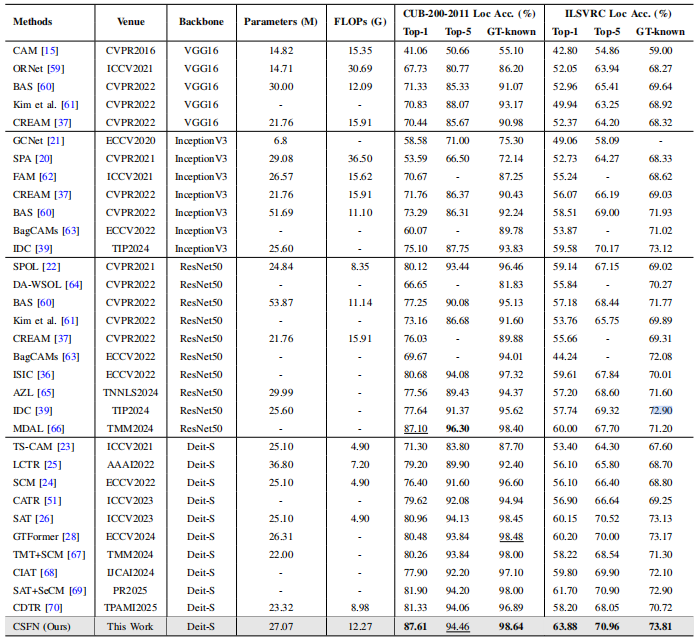 Methods Venue Backbone Parameters (M) FLOPs (G) CUB-200-2011 Loc Acc. (%) ILSVRC Loc Acc. (%)
Top-1 Top-5 GT-known Top-1 Top-5 GT-known
CAM [15] CVPR2016 VGG16 14.82 15.35 41.06 50.66 55.10 42.80 54.86 59.00
ORNet [59] ICCV2021 VGG16 14.71 30.69 67.73 80.77 86.20 52.05 63.94 68.27
BAS [60] CVPR2022 VGG16 30.00 12.09 71.33 85.33 91.07 52.96 65.41 69.64
Kim et al. [61] CVPR2022 VGG16 - - 70.83 88.07 93.17 49.94 63.25 68.92
CREAM [37] CVPR2022 VGG16 21.76 15.91 70.44 85.67 90.98 52.37 64.20 68.32
GCNet [21] ECCV2020 InceptionV3 6.8 - 58.58 71.00 75.30 49.06 58.09 -
SPA [20] CVPR2021 InceptionV3 29.08 36.50 53.59 66.50 72.14 52.73 64.27 68.33
FAM [62] ICCV2021 InceptionV3 26.57 15.62 70.67 - 87.25 55.24 - 68.62
CREAM [37] CVPR2022 InceptionV3 21.76 15.91 71.76 86.37 90.43 56.07 66.19 69.03
BAS [60] CVPR2022 InceptionV3 51.69 11.10 73.29 86.31 92.24 58.51 69.00 71.93
BagCAMs [63] ECCV2022 InceptionV3 - - 60.07 - 89.78 53.87 - 71.02
IDC [39] TIP2024 InceptionV3 25.60 - 75.10 87.75 93.83 59.58 70.17 73.12
SPOL [22] CVPR2021 ResNet50 24.84 8.35 80.12 93.44 96.46 59.14 67.15 69.02
DA-WSOL [64] CVPR2022 ResNet50 - - 66.65 - 81.83 55.84 - 70.27
BAS [60] CVPR2022 ResNet50 53.87 11.14 77.25 90.08 95.13 57.18 68.44 71.77
Kim et al. [61] CVPR2022 ResNet50 - - 73.16 86.68 91.60 53.76 65.75 69.89
CREAM [37] CVPR2022 ResNet50 21.76 15.91 76.03 - 89.88 55.66 - 69.31
BagCAMs [63] ECCV2022 ResNet50 - - 69.67 - 94.01 44.24 - 72.08
ISIC [36] ECCV2022 ResNet50 - - 80.68 94.08 97.32 59.61 67.84 70.01
AZL [65] TNNLS2024 ResNet50 29.99 - 77.56 89.43 94.37 57.20 68.60 71.60
IDC [39] TIP2024 ResNet50 25.60 - 77.64 91.37 95.62 57.74 69.32 72.90
MDAL [66] TMM2024 ResNet50 - - 87.10 96.30 98.40 60.00 67.70 71.20
TS-CAM [23] ICCV2021 Deit-S 25.10 4.90 71.30 83.80 87.70 53.40 64.30 67.60
LCTR [25] AAAI2022 Deit-S 36.80 7.20 79.20 89.90 92.40 56.10 65.80 68.70
SCM [24] ECCV2022 Deit-S 25.10 4.90 76.40 91.60 96.60 56.10 66.40 68.80
CATR [51] ICCV2023 Deit-S - - 79.62 92.08 94.94 56.90 66.64 69.25
SAT [26] ICCV2023 Deit-S 25.10 4.90 80.96 94.13 98.45 60.15 70.52 73.13
GTFormer [28] ECCV2024 Deit-S 26.31 - 80.48 93.84 98.48 60.20 70.00 73.17
TMT+SCM [67] TMM2024 Deit-S 22.00 - 80.26 93.84 98.00 58.22 68.54 71.30
CIAT [68] IJCAI2024 Deit-S - - 77.90 92.20 97.10 59.80 69.90 72.10
SAT+SeCM [69] PR2025 Deit-S - - 81.90 94.20 98.00 61.70 70.90 72.90
CDTR [70] TPAMI2025 Deit-S 23.32 8.98 81.33 94.06 96.89 58.20 68.05 70.72
CSFN (Ours) This Work Deit-S 27.07 12.27 87.61 94.46 98.64 63.88 70.96 73.81